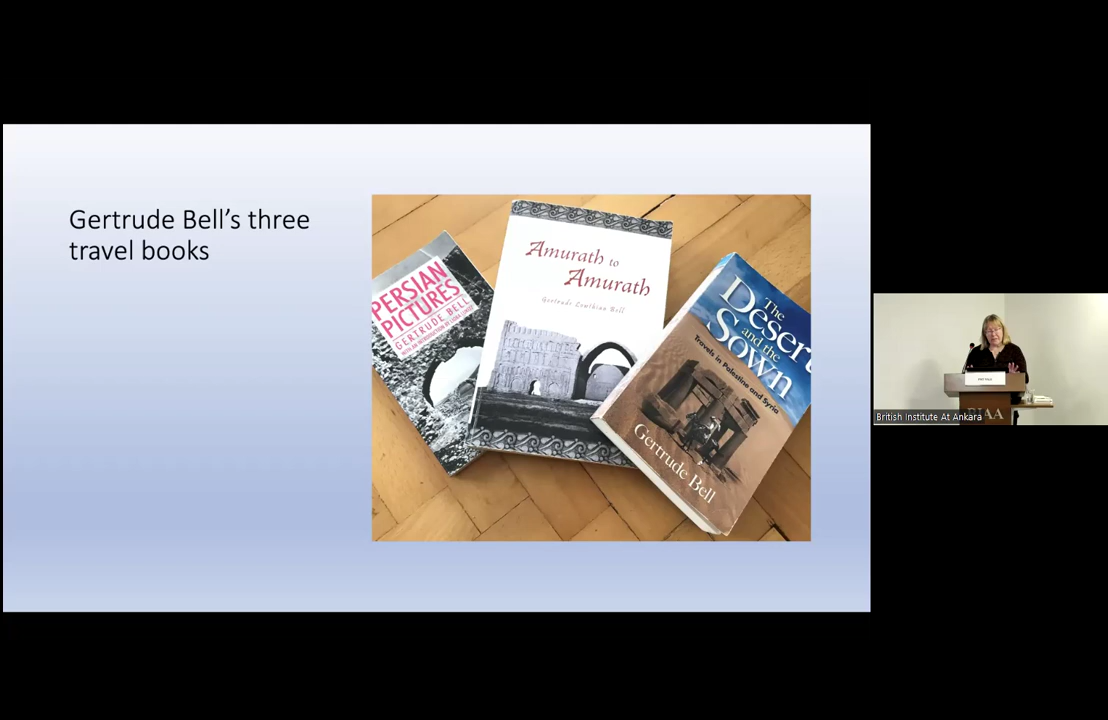 Gertrude Bell's three
travel books
PERSIAN
PICTURES
GERTRUDE BELL
Amurath to
Amurath
Gertrude Lowthian Bell
The
Desert
and the
Sown
Travels in Palestine and Syria
Gertrude Bell
British Institute At Ankara
BIAA